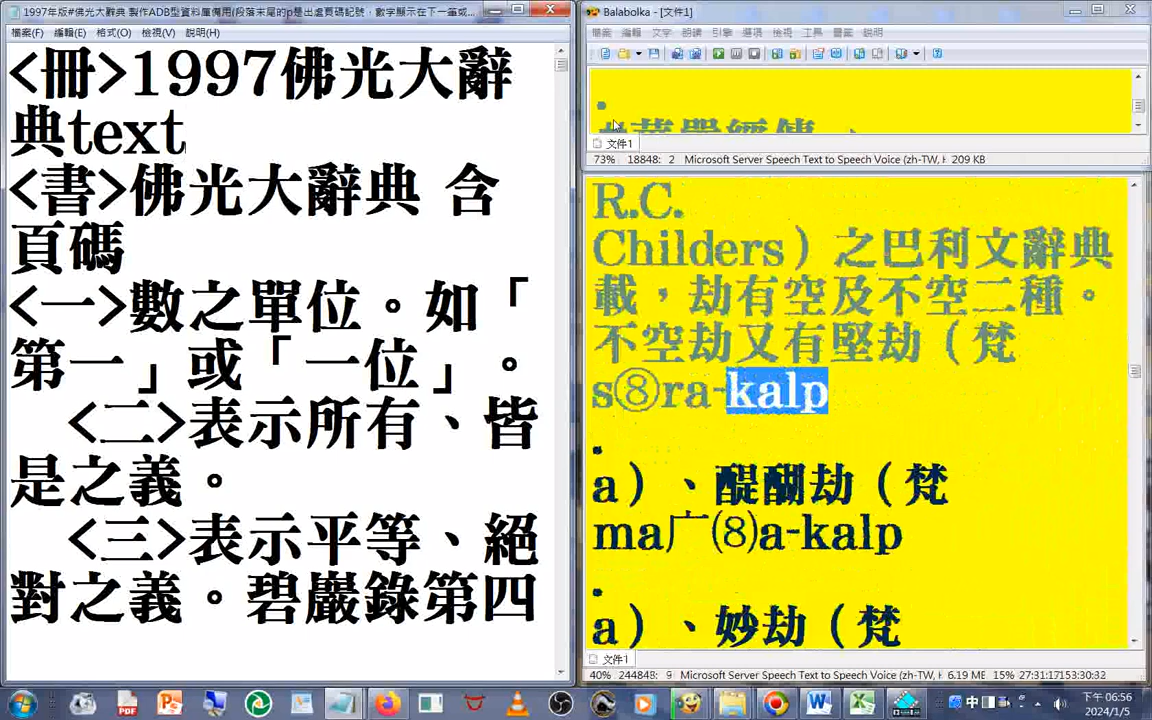 1997年版#佛光大辭典 製作ADB型資料庫備用(段落末尾的p是出處頁碼記號，數字顯示在下一筆或...
檔案(F) 編輯(E) 格式(O) 檢視(V) 說明(H)
<冊>1997佛光大辭
典text
<書>佛光大辭典 含
頁碼
<一>數之單位。如「
第一」或「一位」。
<二>表示所有、皆
是之義。
<三>表示平等、絕
對之義。碧巖錄第四
Balabolka - [文件1]
檔案 編輯 文字 朗讀 引擎 選項 檢視 工具 書籤 說明
文件1
73% 18848: 2 Microsoft Server Speech Text to Speech Voice (zh-TW, H 209 KB
R.C.
Childers）之巴利文辭典
載，劫有空及不空二種。
不空劫又有堅劫（梵
s⑧ra-kalp
.
a）、醍醐劫（梵
ma广⑻a-kalp
.
a）、妙劫（梵
文件1
40% 244848: 9 Microsoft Server Speech Text to Speech Voice (zh-TW, H 6.19 MB 15% 27:31:17\153:30:32
中
下午 06:56
2024/1/5